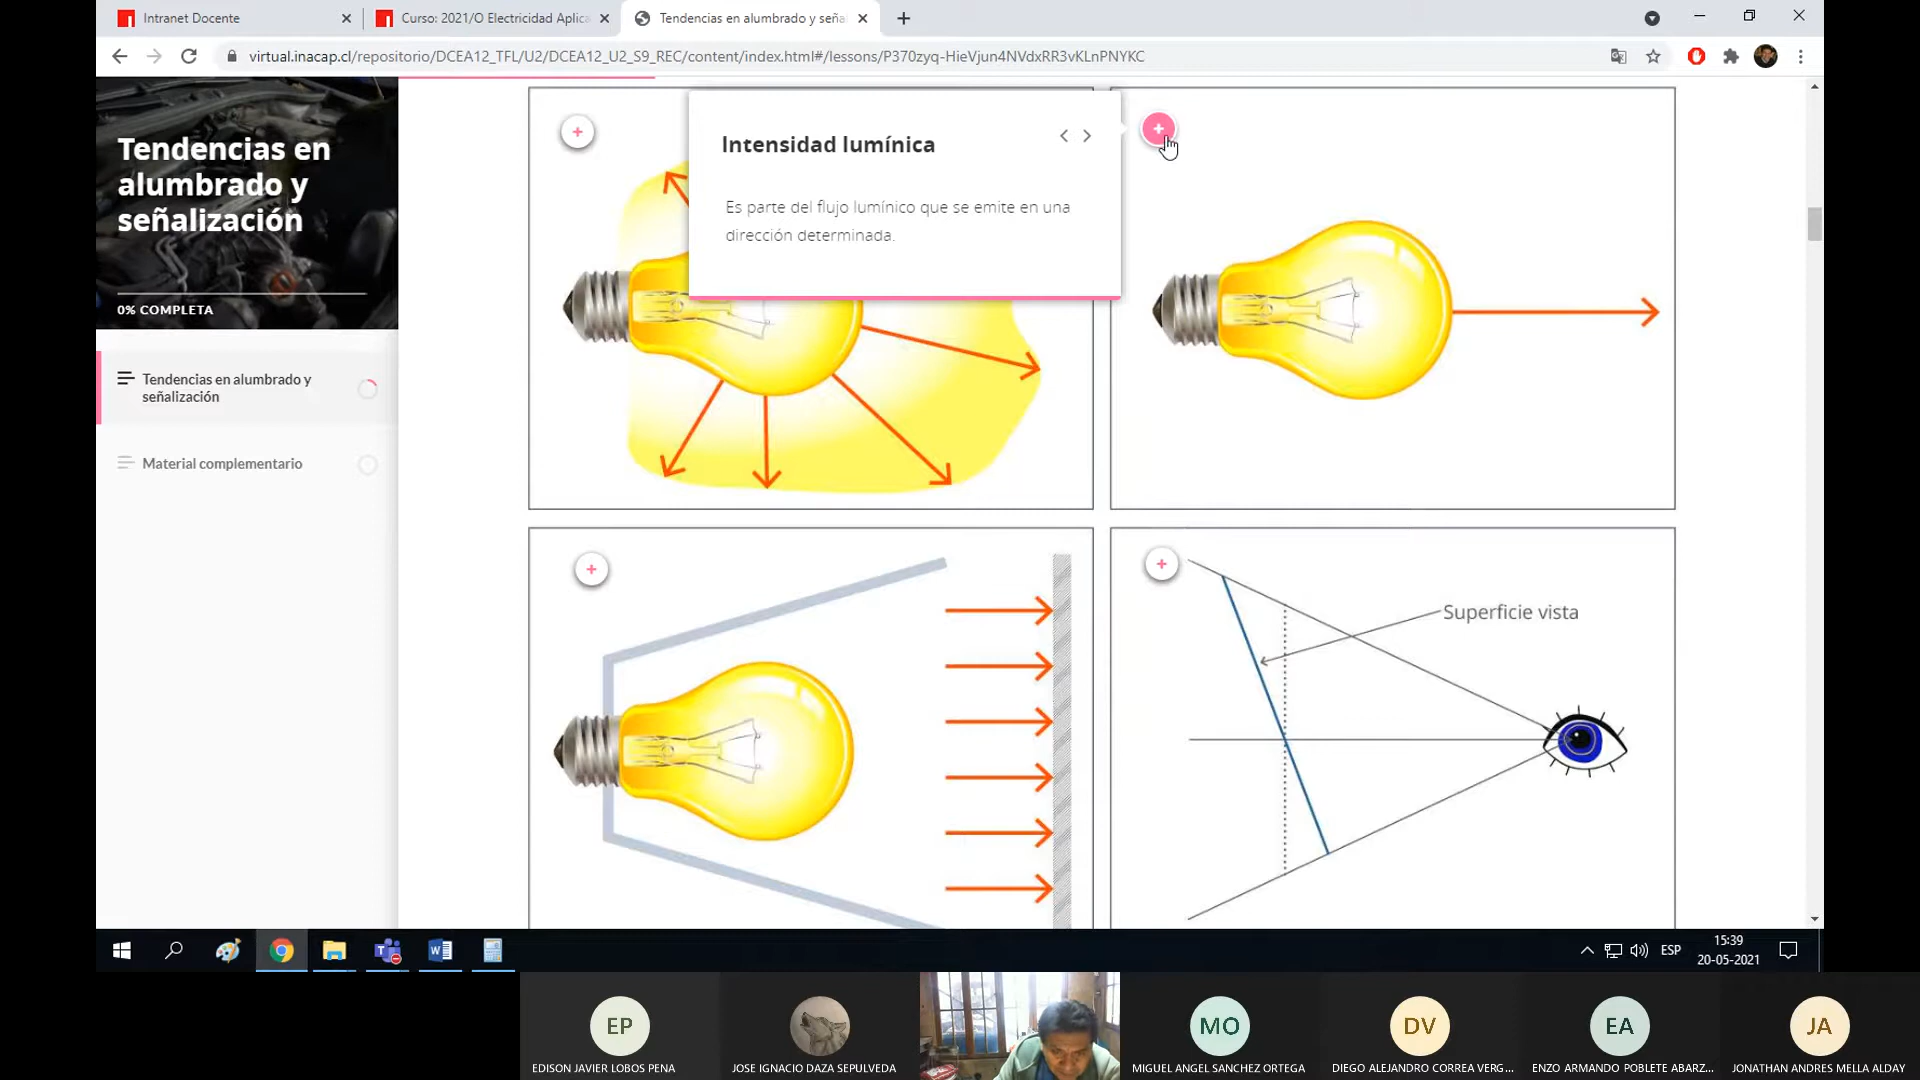 Intranet Docente
Curso: 2021/O Electricidad Aplica
Tendencias en alumbrado y seña
virtual.inacap.cl/repositorio/DCEA12_TFL/U2/DCEA12_U2_S9_REC/content/index.html#/lessons/P370zyq-HieVjun4NVdxRR3vKLnPNYKC
Tendencias en
alumbrado y
señalización
0% COMPLETA
Tendencias en alumbrado y
señalización
Material complementario
Intensidad lumínica
Es parte del flujo lumínico que se emite en una
dirección determinada.
Superficie vista
ESP
15:39
20-05-2021
EP
MO
DV
EA
JA
EDISON JAVIER LOBOS PENA
JOSE IGNACIO DAZA SEPULVEDA
MIGUEL ANGEL SANCHEZ ORTEGA
DIEGO ALEJANDRO CORREA VERG...
ENZO ARMANDO POBLETE ABARZ...
JONATHAN ANDRES MELLA ALDAY